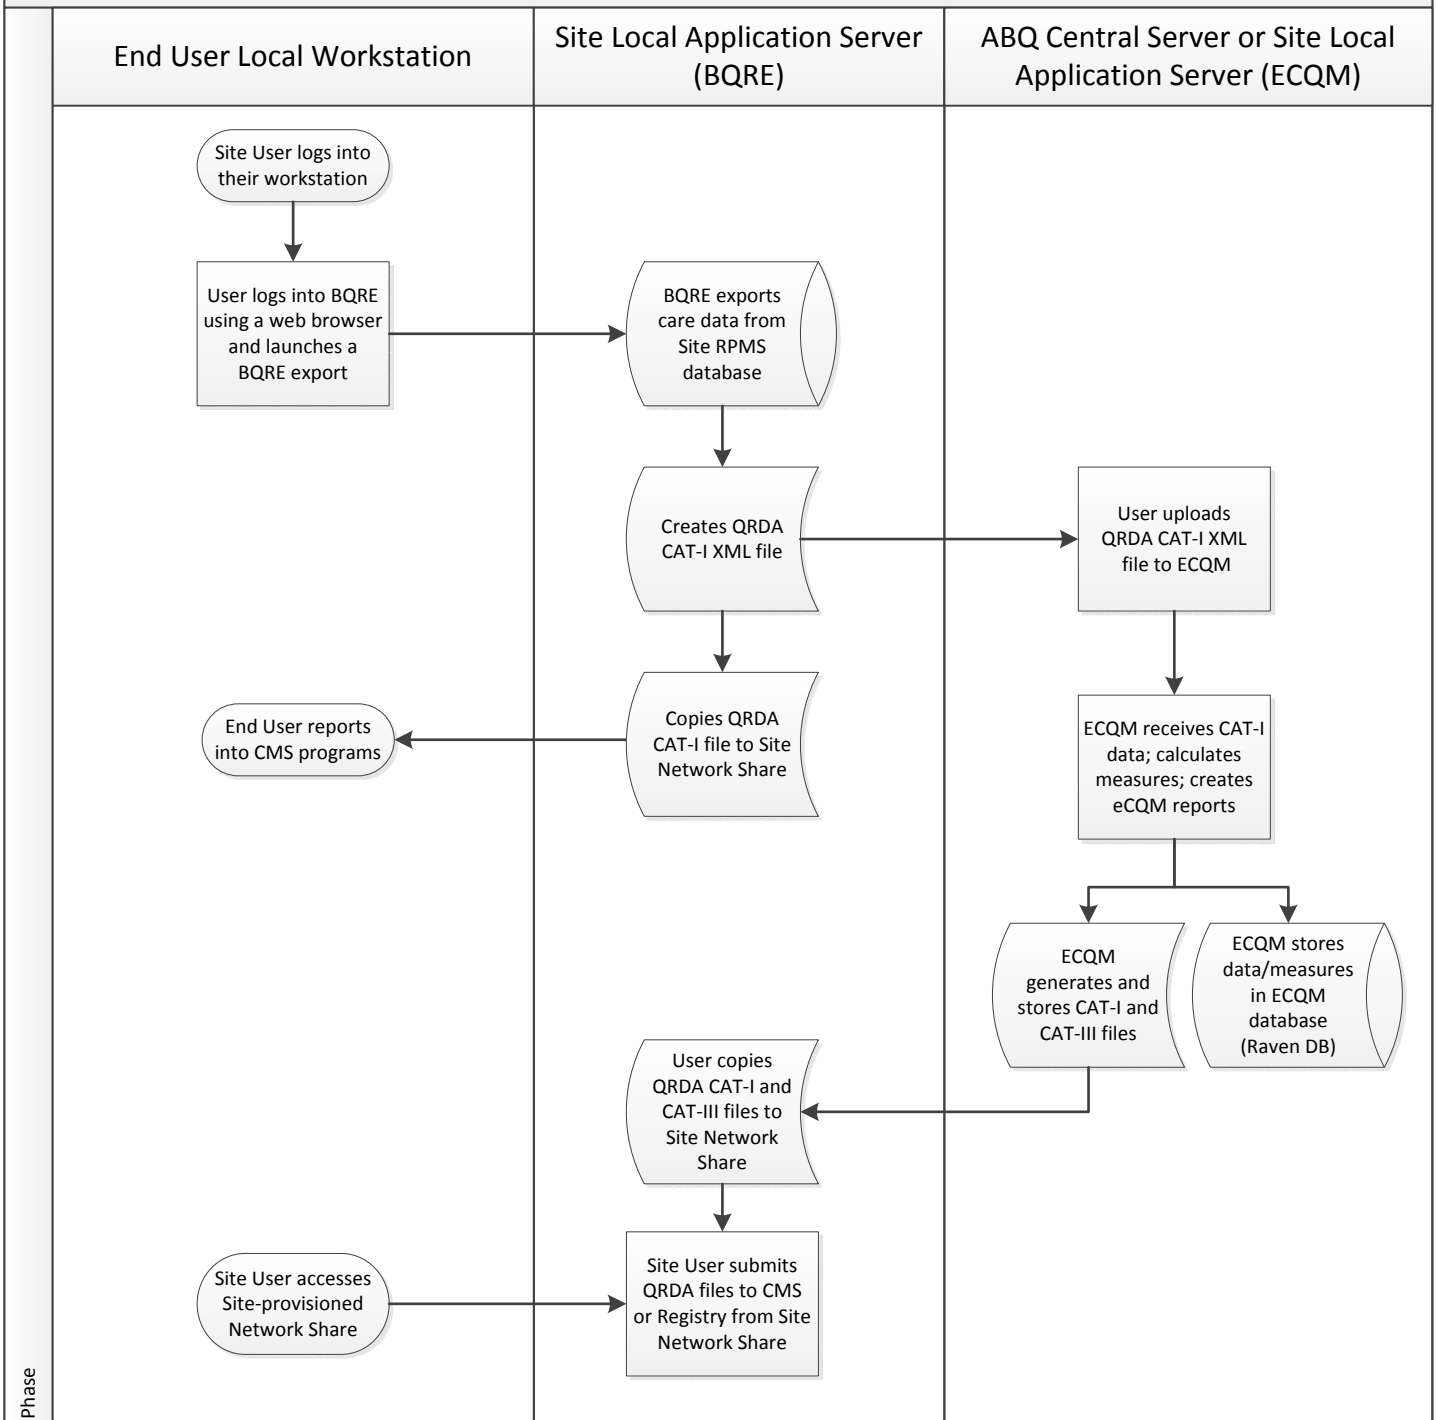 End User Local Workstation
Site Local Application Server
(BQRE)
ABQ Central Server or Site Local
Application Server (ECQM)
Site User logs into
their workstation
User logs into BQRE
using a web browser
and launches a
BQRE export
BQRE exports
care data from
Site RPMS
database
Creates QRDA
CAT-I XML file
User uploads
QRDA CAT-I XML
file to ECQM
Copies QRDA
CAT-I file to Site
Network Share
End User reports
into CMS programs
ECQM receives CAT-I
data; calculates
measures; creates
eCQM reports
ECQM
generates and
stores CAT-I and
CAT-III files
ECQM stores
data/measures
in ECQM
database
(Raven DB)
User copies
QRDA CAT-I and
CAT-III files to
Site Network
Share
Site User accesses
Site-provisioned
Network Share
Site User submits
QRDA files to CMS
or Registry from Site
Network Share
Phase